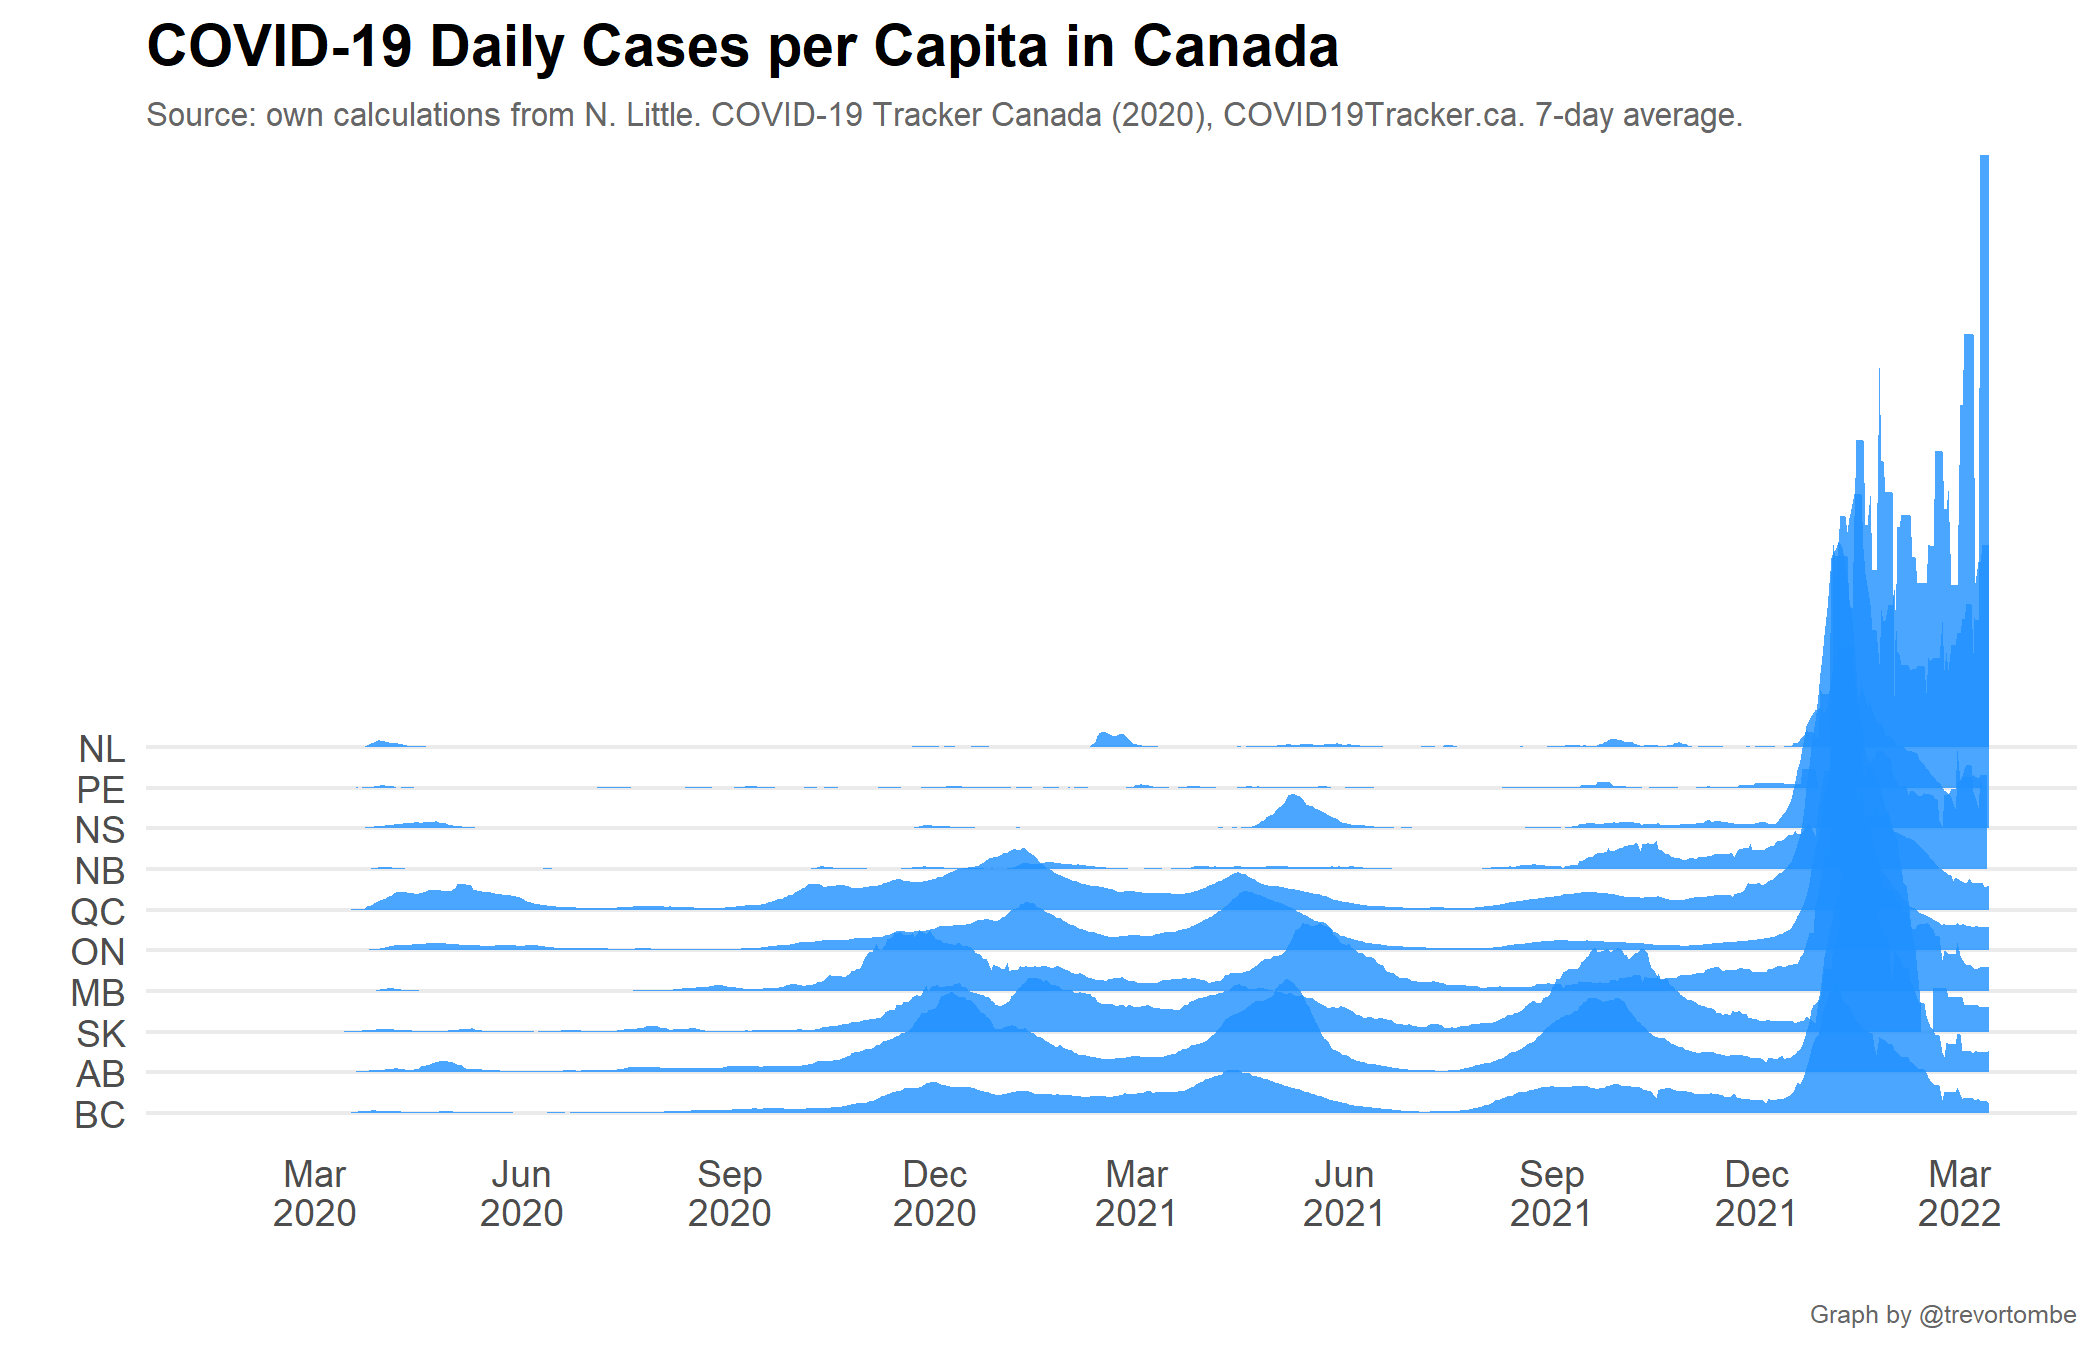 COVID-19 Daily Cases per Capita in Canada
Source: own calculations from N. Little. COVID-19 Tracker Canada (2020), COVID19Tracker.ca. 7-day average.
NL
PE
NS
NB
QC
ON
MB
SK
AB
BC
Mar Jun Sep Dec Mar Jun Sep Dec Mar
2020 2020 2020 2020 2021 2021 2021 2021 2022
Graph by @trevortombe